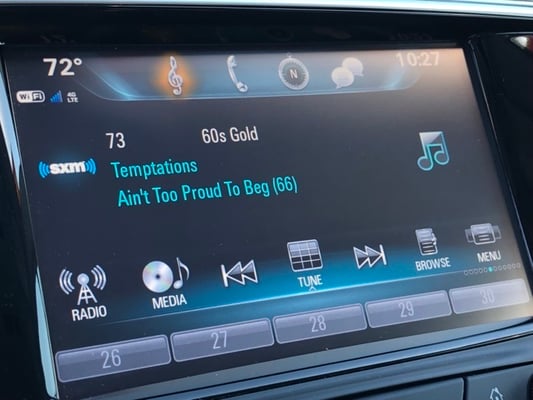 72° 10:27
WiFi 4G LTE N
73 60s Gold
sxm Temptations
Ain't Too Proud To Beg (66)
RADIO MEDIA TUNE BROWSE MENU
26 27 28 29 30